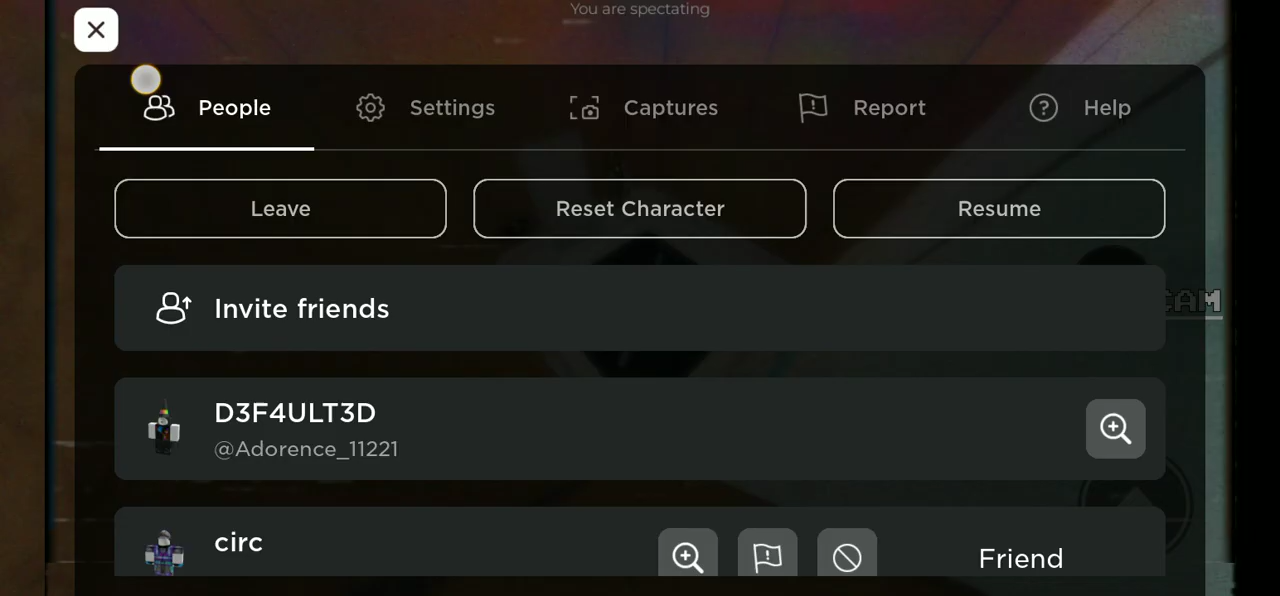 You are spectating
People
Settings
Captures
Report
Help
Leave
Reset Character
Resume
Invite friends
D3F4ULT3D
@Adorence_11221
circ
Friend